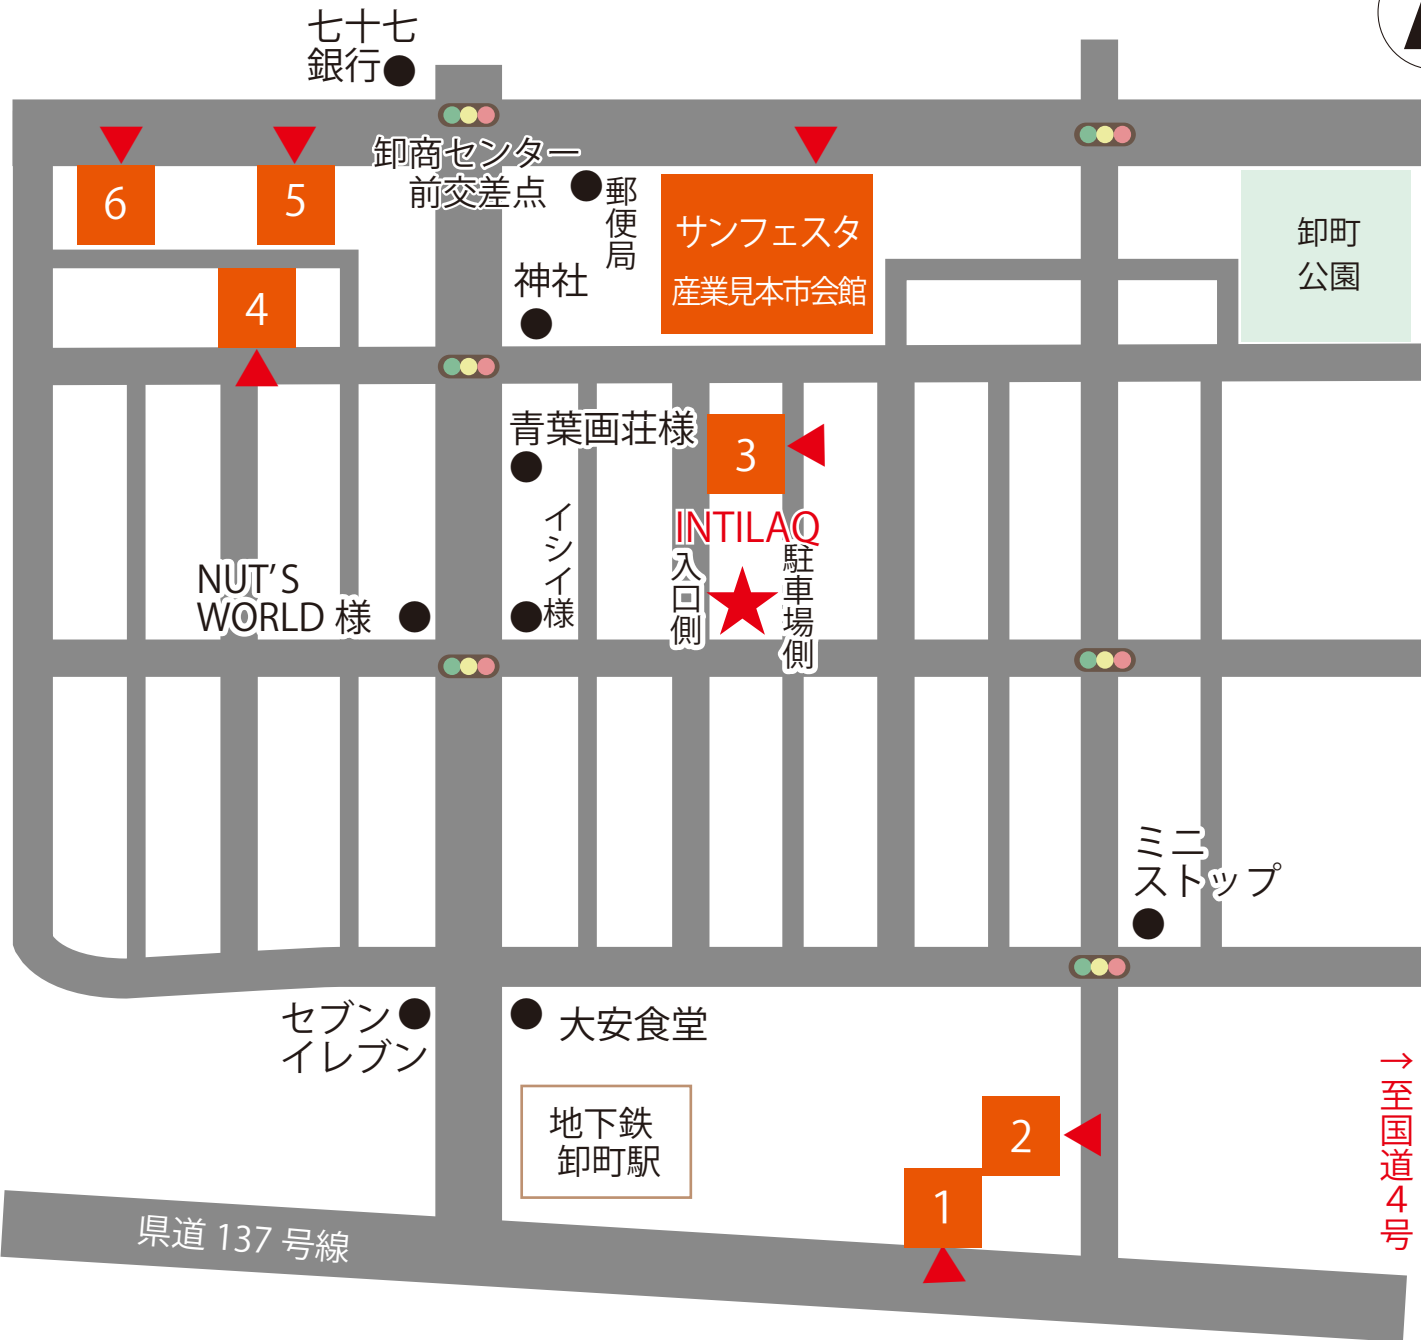 七十七
銀行
卸商センター
前交差点
郵便局
6
5
サンフェスタ
産業見本市会館
卸町
公園
神社
4
青葉画荘様
3
イシイ様
INTILAQ
入口側
駐車場側
NUT'S
WORLD 様
ミニ
ストップ
セブン
イレブン
大安食堂
地下鉄
卸町駅
2
1
→至国道4号
県道 137 号線